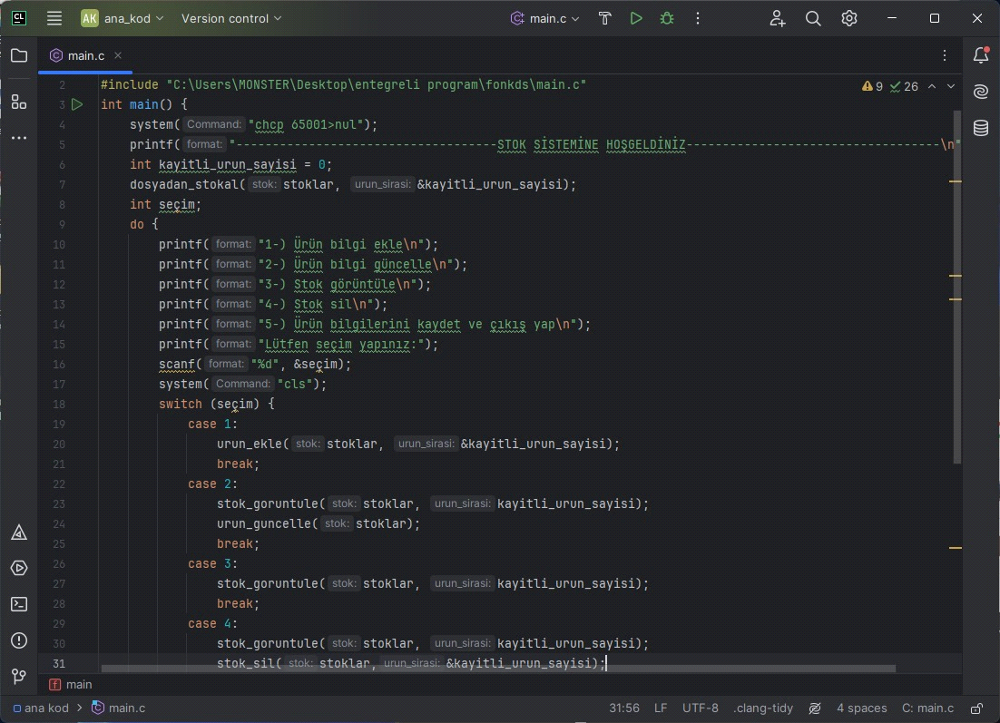 CL AK ana_kod Version control main.c
main.c
2 #include "C:\Users\MONSTER\Desktop\entegreli program\fonkds\main.c" 9 26
3 int main() {
4 system( Command: "chcp 65001>nul");
5 printf( format: "------------------------------------STOK SİSTEMİNE HOŞGELDİNİZ-----------------------------------\n"
6 int kayitli_urun_sayisi = 0;
7 dosyadan_stokal( stok: stoklar, urun_sirasi: &kayitli_urun_sayisi);
8 int seçim;
9 do {
10 printf( format: "1-) Ürün bilgi ekle\n");
11 printf( format: "2-) Ürün bilgi güncelle\n");
12 printf( format: "3-) Stok görüntüle\n");
13 printf( format: "4-) Stok sil\n");
14 printf( format: "5-) Ürün bilgilerini kaydet ve çıkış yap\n");
15 printf( format: "Lütfen seçim yapınız:");
16 scanf( format: "%d", &seçim);
17 system( Command: "cls");
18 switch (seçim) {
19 case 1:
20 urun_ekle( stok: stoklar, urun_sirasi: &kayitli_urun_sayisi);
21 break;
22 case 2:
23 stok_goruntule( stok: stoklar, urun_sirasi: kayitli_urun_sayisi);
24 urun_guncelle( stok: stoklar);
25 break;
26 case 3:
27 stok_goruntule( stok: stoklar, urun_sirasi: kayitli_urun_sayisi);
28 break;
29 case 4:
30 stok_goruntule( stok: stoklar, urun_sirasi: kayitli_urun_sayisi);
31 stok_sil( stok: stoklar, urun_sirasi: &kayitli_urun_sayisi);
f main
ana kod main.c 31:56 LF UTF-8 .clang-tidy 4 spaces C: main.c